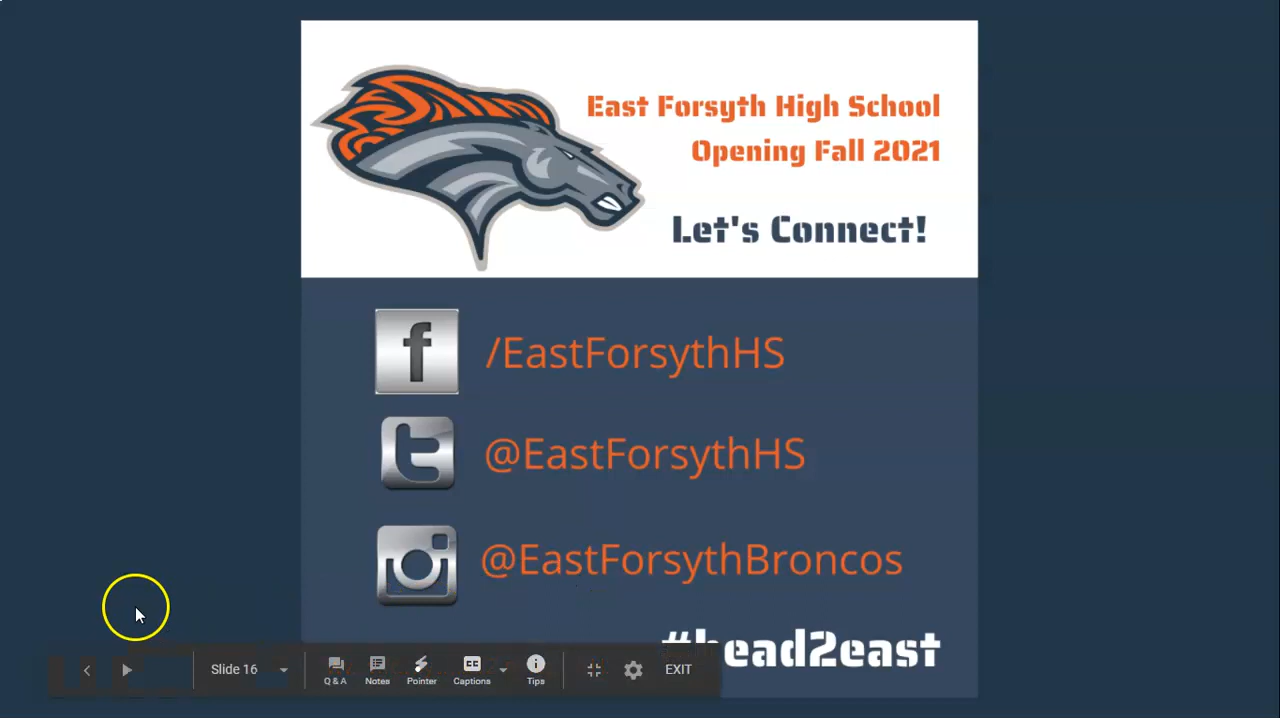 East Forsyth High School
Opening Fall 2021
Let's Connect!
f /EastForsythHS
t @EastForsythHS
@EastForsythBroncos
#head2east
Slide 16
Q & A Notes Pointer CC Captions Tips EXIT